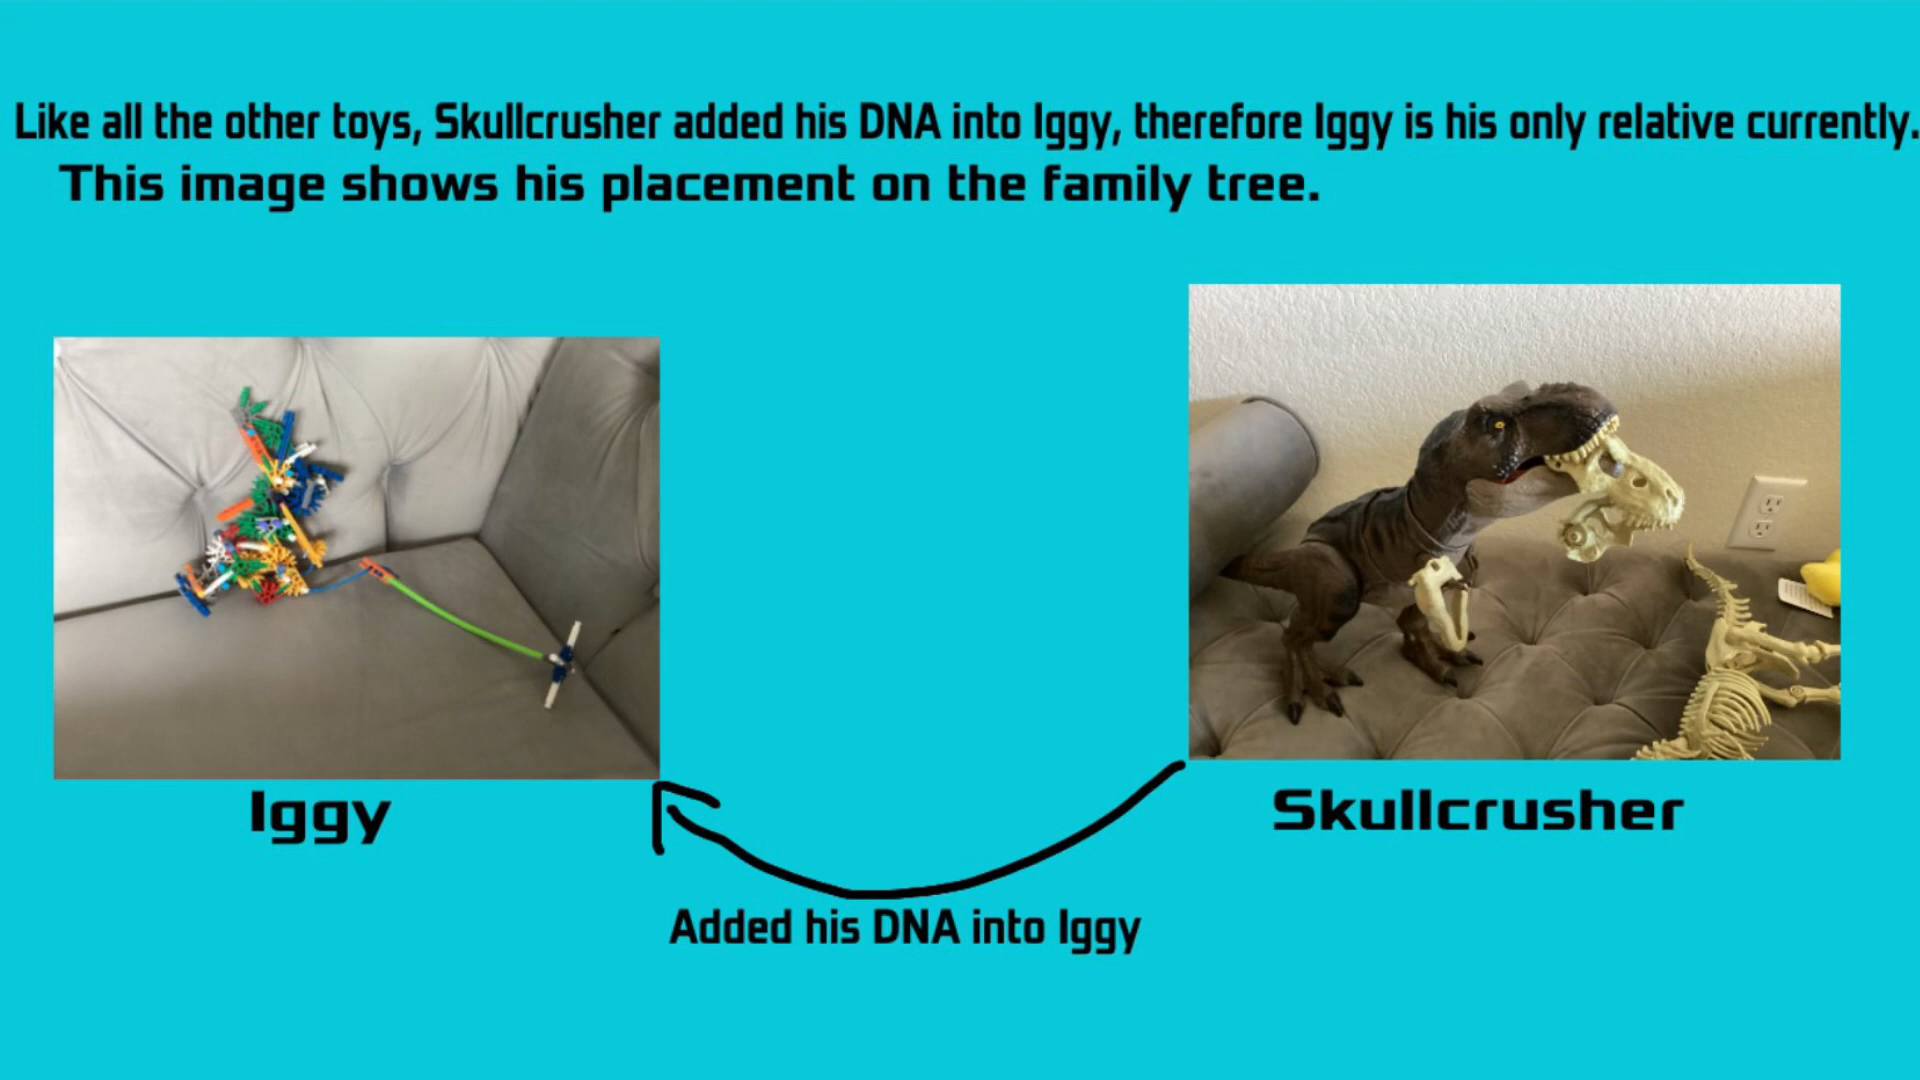 Like all the other toys, Skullcrusher added his DNA into Iggy, therefore Iggy is his only relative currently.
This image shows his placement on the family tree.
Iggy
Skullcrusher
Added his DNA into Iggy